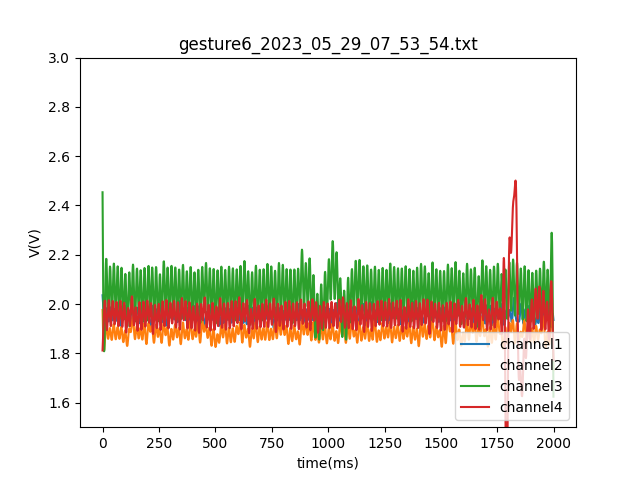 gesture6_2023_05_29_07_53_54.txt
3.0
2.8
2.6
2.4
2.2
2.0
1.8
1.6
V(V)
channel1
channel2
channel3
channel4
0 250 500 750 1000 1250 1500 1750 2000
time(ms)